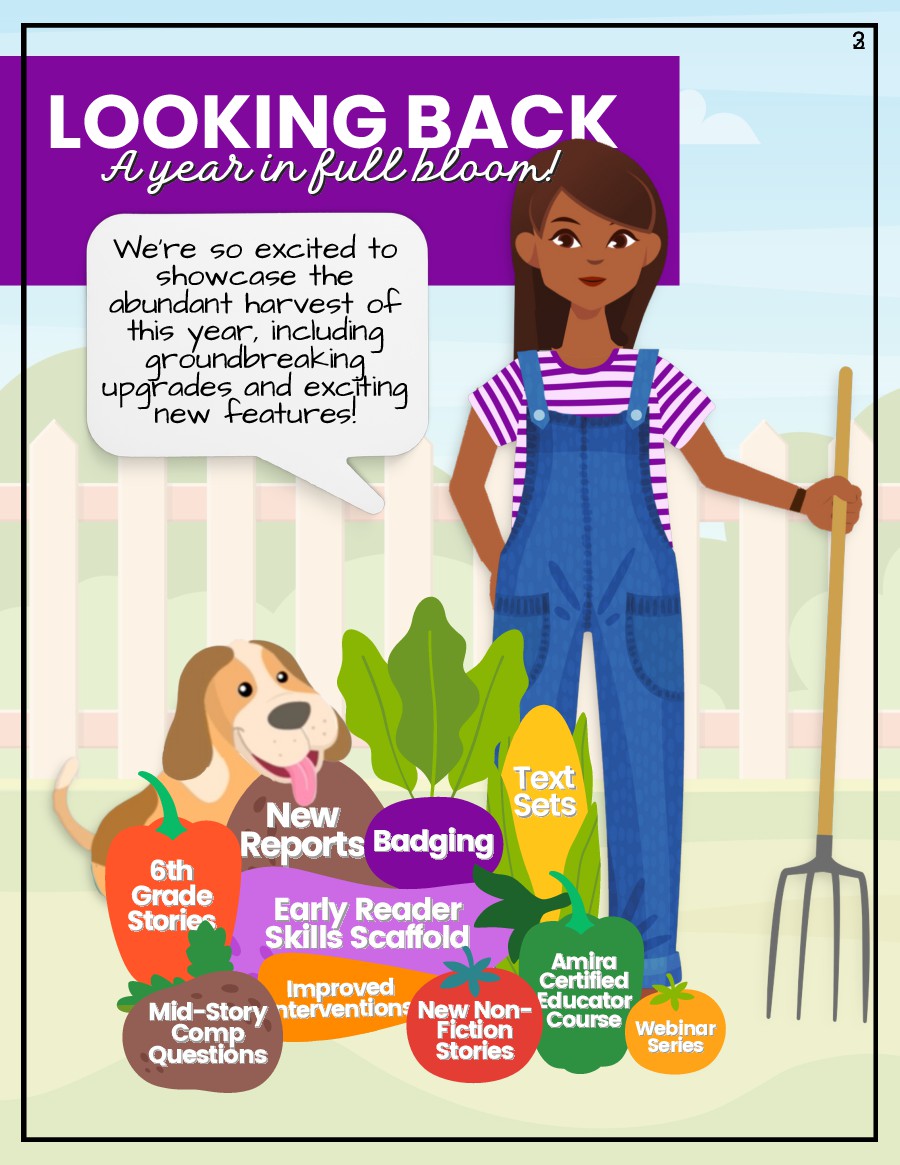 LOOKING BACK
A year in full bloom!
We're so excited to
showcase the
abundant harvest of
this year, including
groundbreaking
upgrades and exciting
new features!
Text
Sets
New
Reports
Badging
6th
Grade
Stories
Early Reader
Skills Scaffold
Amira
Certified
Educator
Course
Improved
nterventions
Mid-Story
Comp
Questions
New Non-
Fiction
Stories
Webinar
Series